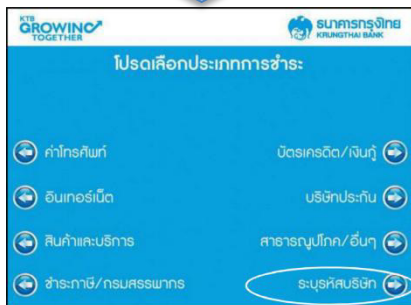 KTB
GROWING
TOGETHER
ธนาคารกรุงไทย
KRUNGTHAI BANK
โปรดเลือกประเภทการชำระ
ค่าโทรศัพท์
บัตรเครดิต/เงินกู้
อินเทอร์เน็ต
บริษัทประกัน
สินค้าและบริการ
สาธารณูปโภค/อื่นๆ
ชำระภาษี/กรมสรรพากร
ระบุรหัสบริษัท